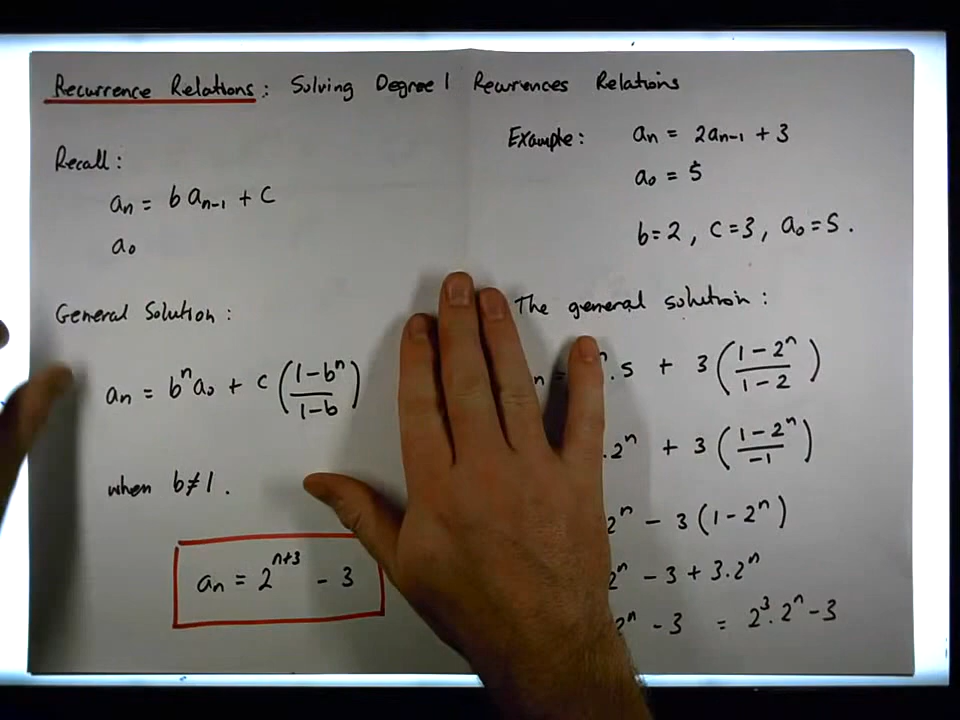 Recurrence Relations: Solving Degree 1 Recurrences Relations
Recall:
an = b an-1 + c
a0
General Solution:
an = b^n a0 + c ((1-b^n)/(1-b))
when b≠1.
an = 2^(n+3) - 3
Example: an = 2an-1 + 3
a0 = 5
b=2, c=3, a0=5.
The general solution:
n = .5 + 3 ((1-2^n)/(1-2))
.2^n + 3 ((1-2^n)/-1)
2^n - 3(1-2^n)
2^n - 3 + 3.2^n
2^n - 3 = 2^3.2^n - 3